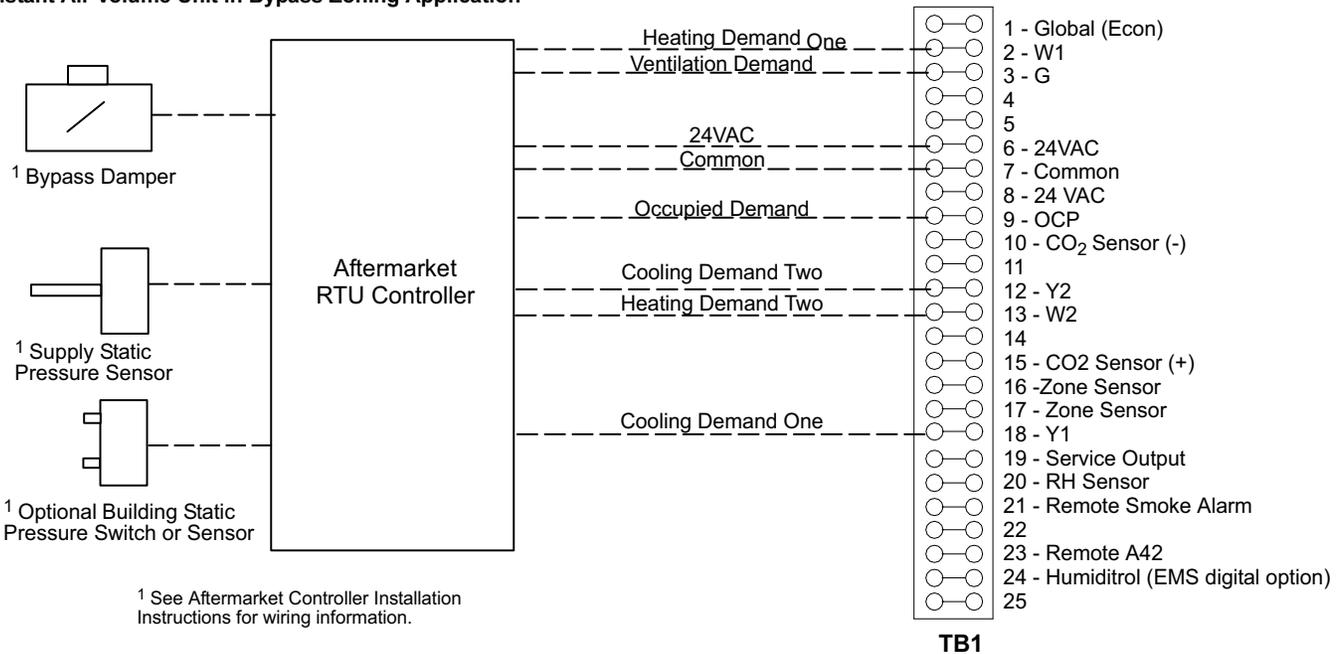 Air Volume Unit in Bypass Zoning Application
1 Bypass Damper
1 Supply Static
Pressure Sensor
1 Optional Building Static
Pressure Switch or Sensor
Aftermarket
RTU Controller
Heating Demand One
Ventilation Demand
24VAC
Common
Occupied Demand
Cooling Demand Two
Heating Demand Two
Cooling Demand One
1 - Global (Econ)
2 - W1
3 - G
4
5
6 - 24VAC
7 - Common
8 - 24 VAC
9 - OCP
10 - CO2 Sensor (-)
11
12 - Y2
13 - W2
14
15 - CO2 Sensor (+)
16 -Zone Sensor
17 - Zone Sensor
18 - Y1
19 - Service Output
20 - RH Sensor
21 - Remote Smoke Alarm
22
23 - Remote A42
24 - Humiditrol (EMS digital option)
25
TB1
1 See Aftermarket Controller Installation
Instructions for wiring information.